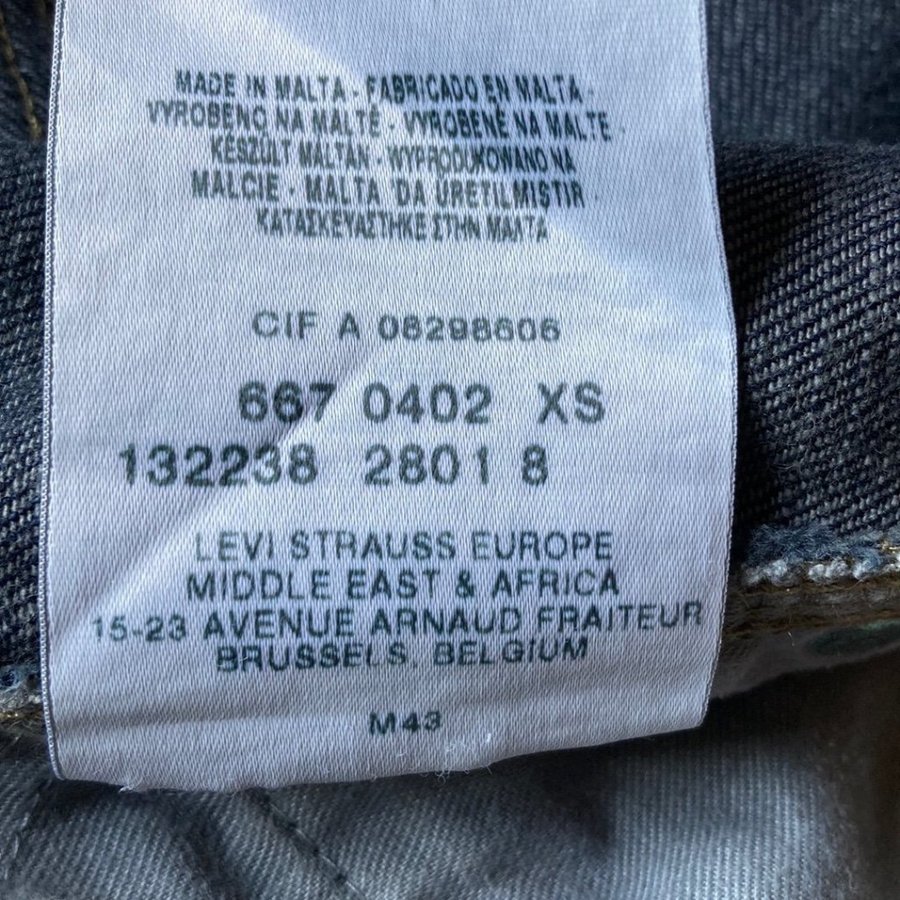 MADE IN MALTA - FABRICADO EN MALTA -
VYROBENO NA MALTĚ - VYROBENÉ NA MALTE -
KÉSZÜLT MÁLTÁN - WYPRODUKOWANO NA
MALCIE - MALTA 'DA ÜRETILMISTIR
ΚΑΤΑΣΚΕΥΑΣΤΗΚΕ ΣΤΗΝ ΜΑΛΤΑ
CIF A 08298606
667 0402 XS
132238 2801 8
LEVI STRAUSS EUROPE
MIDDLE EAST & AFRICA
15-23 AVENUE ARNAUD FRAITEUR
BRUSSELS, BELGIUM
M43